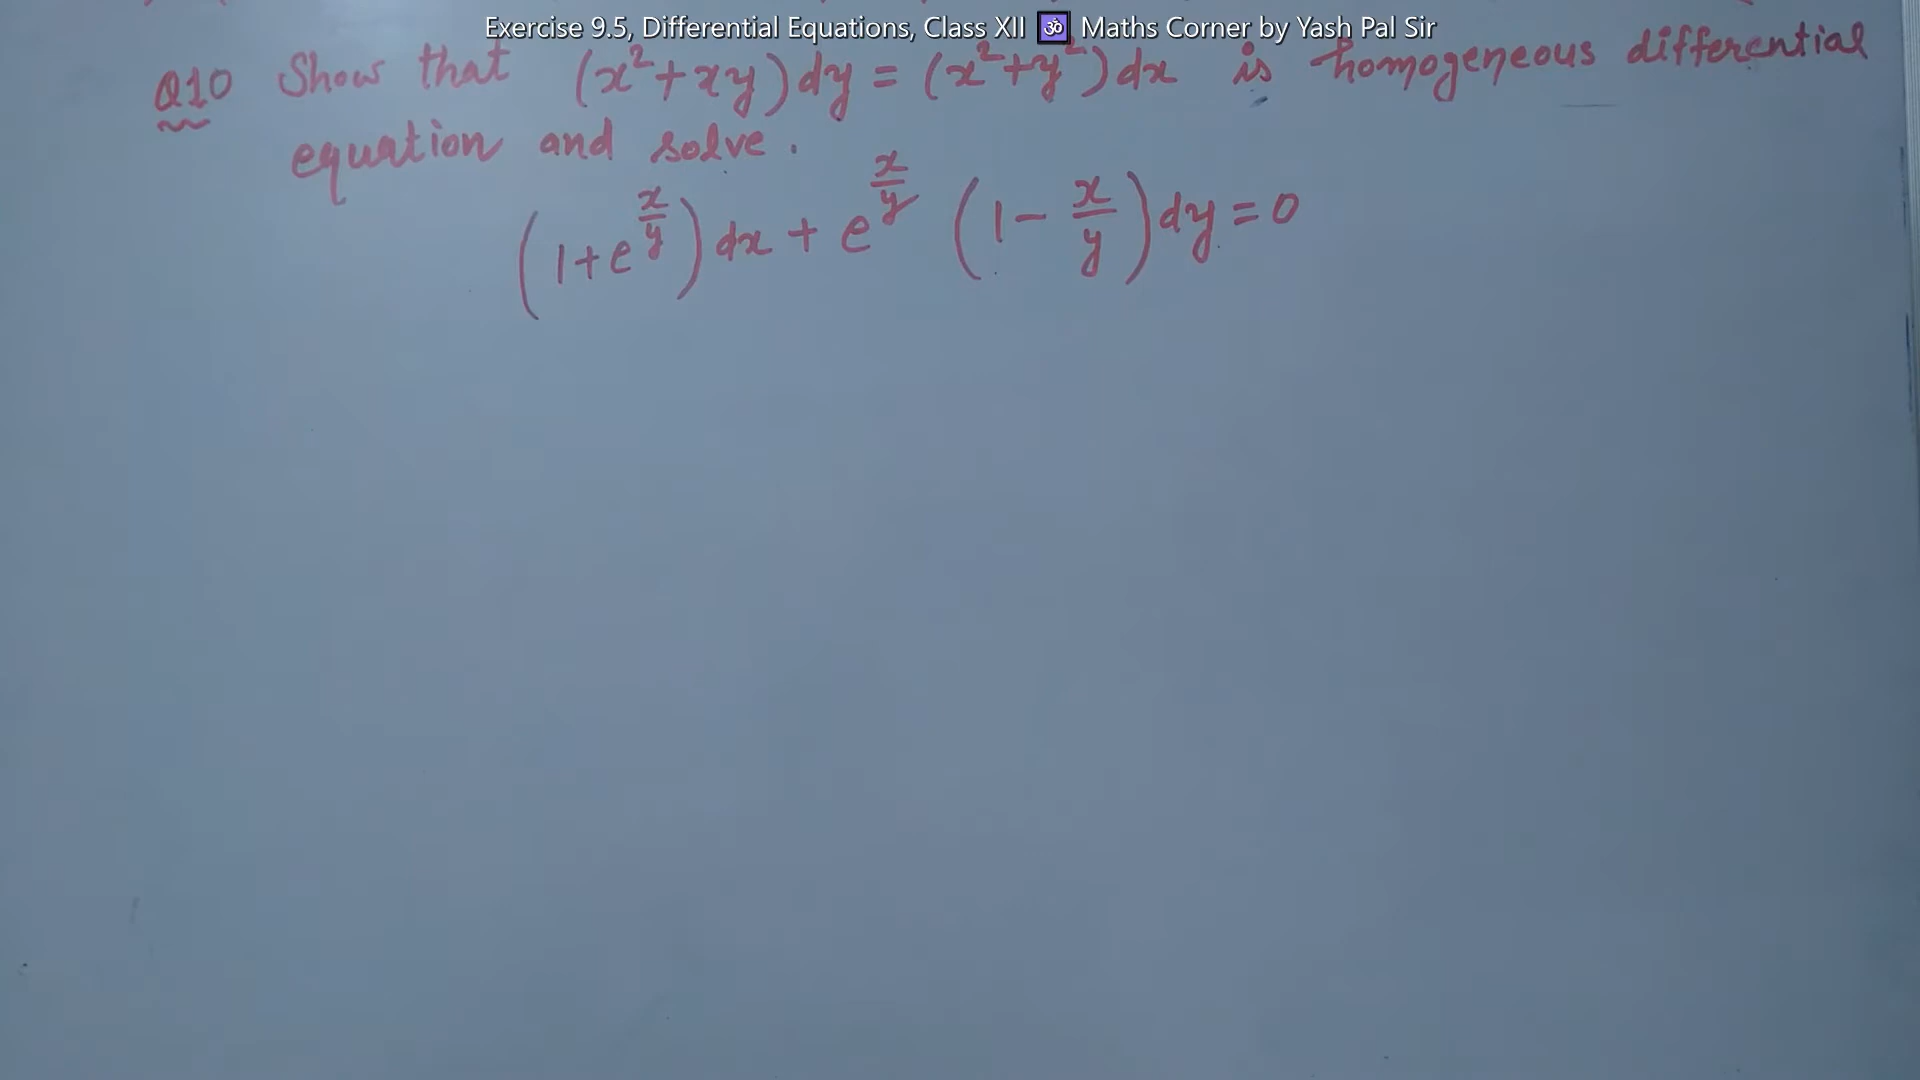 Exercise 9.5, Differential Equations, Class XII 🕉 Maths Corner by Yash Pal Sir
Q10 Show that (x²+xy)dy = (x²+y²)dx is homogeneous differential
equation and solve.
(1+e^{x/y})dx + e^{x/y} (1 - x/y)dy = 0